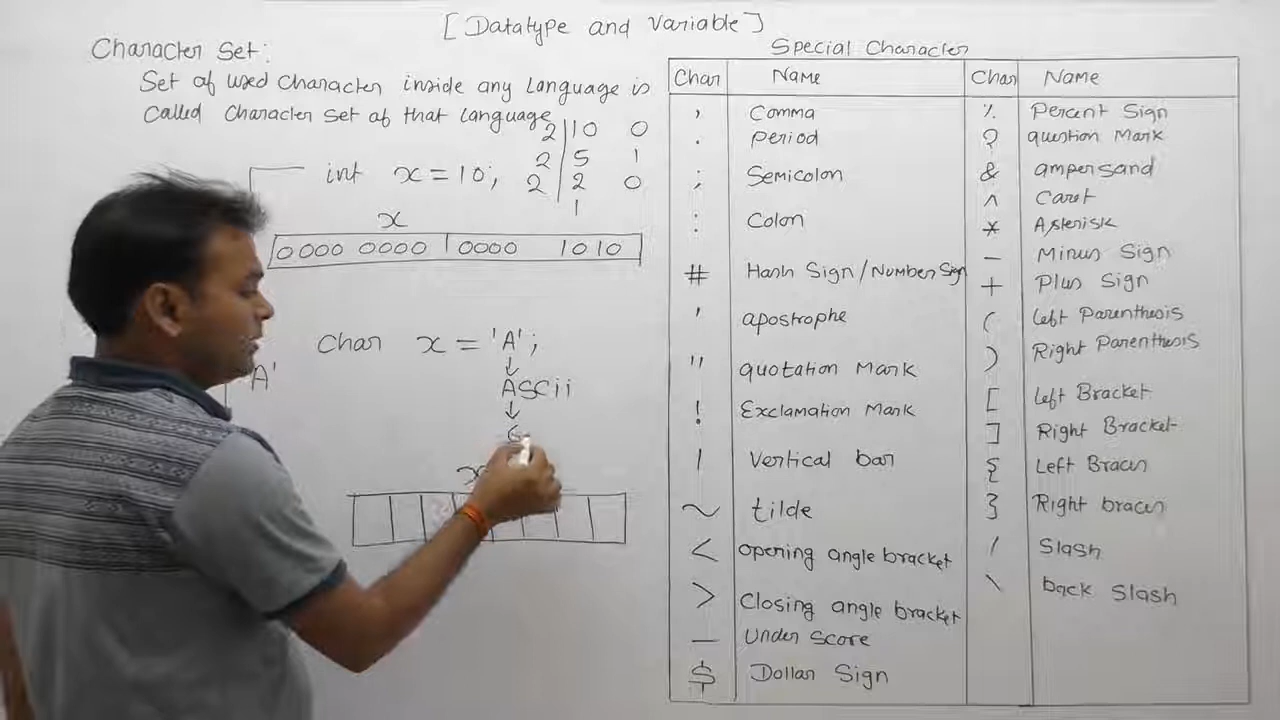 [Datatype and Variable]
Character Set:
Set of used Character inside any Language is
Called Character Set of that Language
2 10 0
2 5 1
2 2 0
1
int x = 10;
x
0000 0000 0000 1010
Char x = 'A';
↓
ASCii
↓
x
A'
Special Character
Char Name Char Name
, Comma % Percent Sign
. Period ? question Mark
; Semicolon & ampersand
: Colon ^ Caret
# Hash Sign/Number Sign * Asterisk
' apostrophe - Minus Sign
" quotation Mark + Plus Sign
! Exclamation Mark ( Left Parenthesis
| Vertical bar ) Right Parenthesis
~ tilde [ Left Bracket
< opening angle bracket ] Right Bracket
> Closing angle bracket { Left Braces
_ Under Score } Right braces
$ Dollar Sign / Slash
\ back Slash